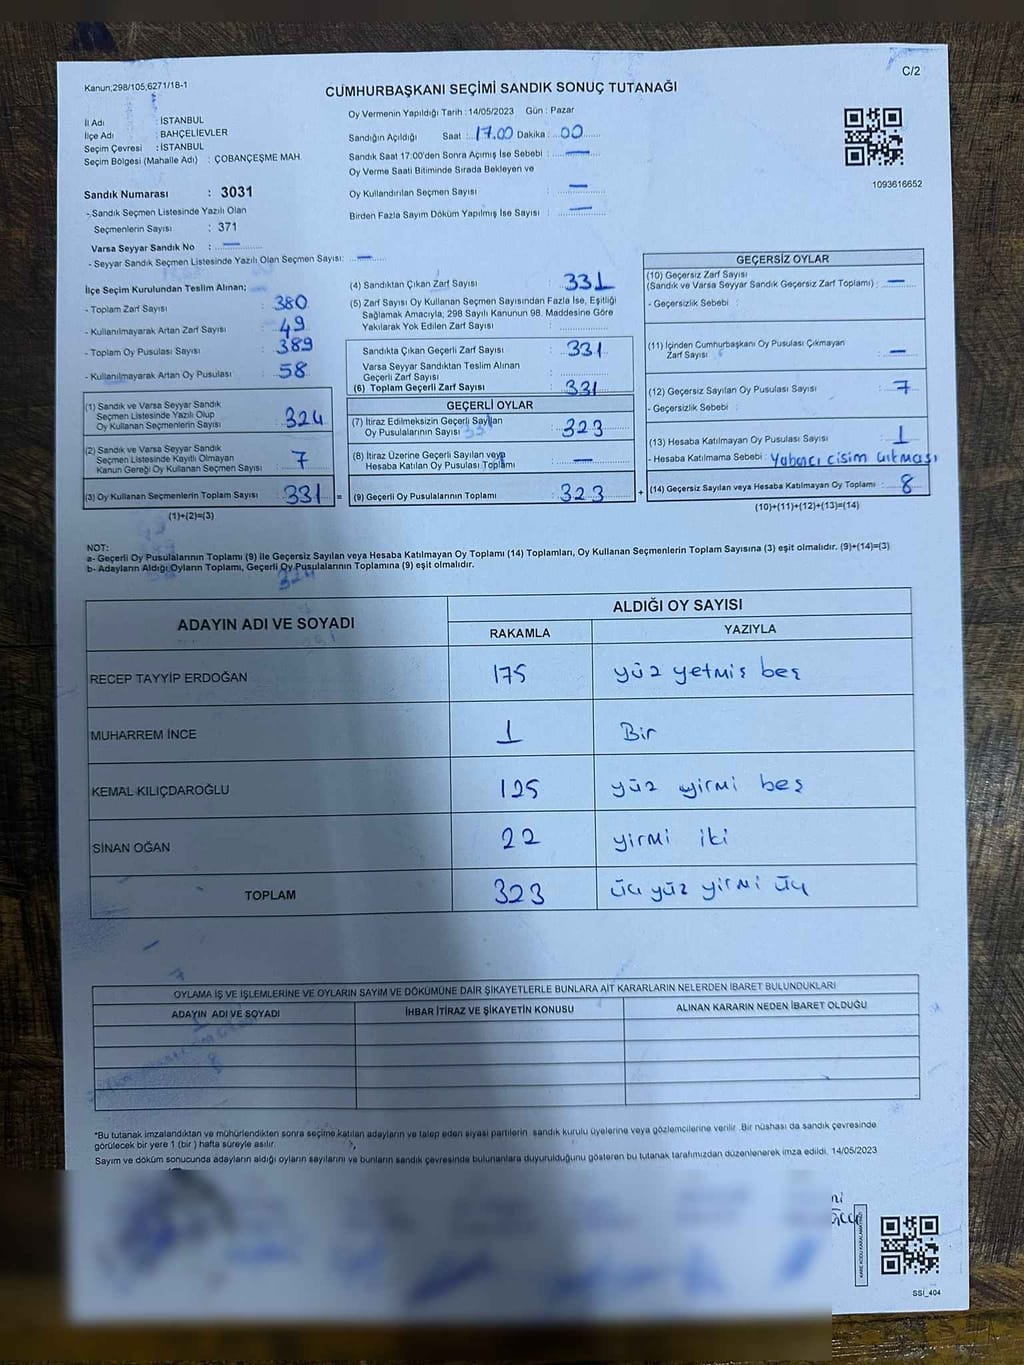 Kanun;298/105;6271/18-1
C/2
CUMHURBAŞKANI SEÇİMİ SANDIK SONUÇ TUTANAĞI
İl Adı : İSTANBUL
İlçe Adı : BAHÇELİEVLER
Seçim Çevresi : İSTANBUL
Seçim Bölgesi (Mahalle Adı) : ÇOBANÇEŞME MAH.
Sandık Numarası : 3031
- Sandık Seçmen Listesinde Yazılı Olan
Seçmenlerin Sayısı : 371
Varsa Seyyar Sandık No : —
- Seyyar Sandık Seçmen Listesinde Yazılı Olan Seçmen Sayısı: —
Oy Vermenin Yapıldığı Tarih : 14/05/2023 Gün : Pazar
Sandığın Açıldığı Saat : 17.00 Dakika : 00
Sandık Saat 17:00'den Sonra Açımış İse Sebebi : —
Oy Verme Saati Bitiminde Sırada Bekleyen ve
Oy Kullandırılan Seçmen Sayısı —
Birden Fazla Sayım Döküm Yapılmış İse Sayısı : —
1093616652
İlçe Seçim Kurulundan Teslim Alınan;
- Toplam Zarf Sayısı : 380
- Kullanılmayarak Artan Zarf Sayısı : 49
- Toplam Oy Pusulası Sayısı : 389
- Kullanılmayarak Artan Oy Pusulası : 58
(1) Sandık ve Varsa Seyyar Sandık
Seçmen Listesinde Yazılı Olup
Oy Kullanan Seçmenlerin Sayısı : 324
(2) Sandık ve Varsa Seyyar Sandık
Seçmen Listesinde Kayıtlı Olmayan
Kanun Gereği Oy Kullanan Seçmen Sayısı : 7
(3) Oy Kullanan Seçmenlerin Toplam Sayısı : 331 =
(1)+(2)=(3)
(4) Sandıktan Çıkan Zarf Sayısı : 331
(5) Zarf Sayısı Oy Kullanan Seçmen Sayısından Fazla İse, Eşitliği
Sağlamak Amacıyla; 298 Sayılı Kanunun 98. Maddesine Göre
Yakılarak Yok Edilen Zarf Sayısı :
Sandıkta Çıkan Geçerli Zarf Sayısı : 331
Varsa Seyyar Sandıktan Teslim Alınan
Geçerli Zarf Sayısı :
(6) Toplam Geçerli Zarf Sayısı : 331
GEÇERLİ OYLAR
(7) İtiraz Edilmeksizin Geçerli Sayılan
Oy Pusulalarının Sayısı : 323
(8) İtiraz Üzerine Geçerli Sayılan veya
Hesaba Katılan Oy Pusulası Toplamı : —
(9) Geçerli Oy Pusulalarının Toplamı : 323 +
GEÇERSİZ OYLAR
(10) Geçersiz Zarf Sayısı
(Sandık ve Varsa Seyyar Sandık Geçersiz Zarf Toplamı) : —
- Geçersizlik Sebebi :
(11) İçinden Cumhurbaşkanı Oy Pusulası Çıkmayan
Zarf Sayısı : —
(12) Geçersiz Sayılan Oy Pusulası Sayısı : 7
- Geçersizlik Sebebi :
(13) Hesaba Katılmayan Oy Pusulası Sayısı : 1
- Hesaba Katılmama Sebebi : Yabancı cisim çıkması
(14) Geçersiz Sayılan veya Hesaba Katılmayan Oy Toplamı : 8
(10)+(11)+(12)+(13)=(14)
NOT:
a- Geçerli Oy Pusulalarının Toplamı (9) ile Geçersiz Sayılan veya Hesaba Katılmayan Oy Toplamı (14) Toplamları, Oy Kullanan Seçmenlerin Toplam Sayısına (3) eşit olmalıdır. (9)+(14)=(3)
b- Adayların Aldığı Oyların Toplamı, Geçerli Oy Pusulalarının Toplamına (9) eşit olmalıdır.
ADAYIN ADI VE SOYADI
ALDIĞI OY SAYISI
RAKAMLA YAZIYLA
RECEP TAYYİP ERDOĞAN 175 yüz yetmiş beş
MUHARREM İNCE 1 Bir
KEMAL KILIÇDAROĞLU 125 yüz yirmi beş
SİNAN OĞAN 22 yirmi iki
TOPLAM 323 üç yüz yirmi üç
OYLAMA İŞ VE İŞLEMLERİNE VE OYLARIN SAYIM VE DÖKÜMÜNE DAİR ŞİKAYETLERLE BUNLARA AİT KARARLARIN NELERDEN İBARET BULUNDUKLARI
ADAYIN ADI VE SOYADI İHBAR İTİRAZ VE ŞİKAYETİN KONUSU ALINAN KARARIN NEDEN İBARET OLDUĞU
*Bu tutanak imzalandıktan ve mühürlendikten sonra seçime katılan adayların ve talep eden siyasi partilerin sandık kurulu üyelerine veya gözlemcilerine verilir. Bir nüshası da sandık çevresinde
görülecek bir yere 1 (bir ) hafta süreyle asılır.
Sayım ve döküm sonucunda adayların aldığı oyların sayılarını ve bunların sandık çevresinde bulunanlara duyurulduğunu gösteren bu tutanak tarafımızdan düzenlenerek imza edildi. 14/05/2023
KARE KODU KARALAMAYINIZ!
SSİ_404